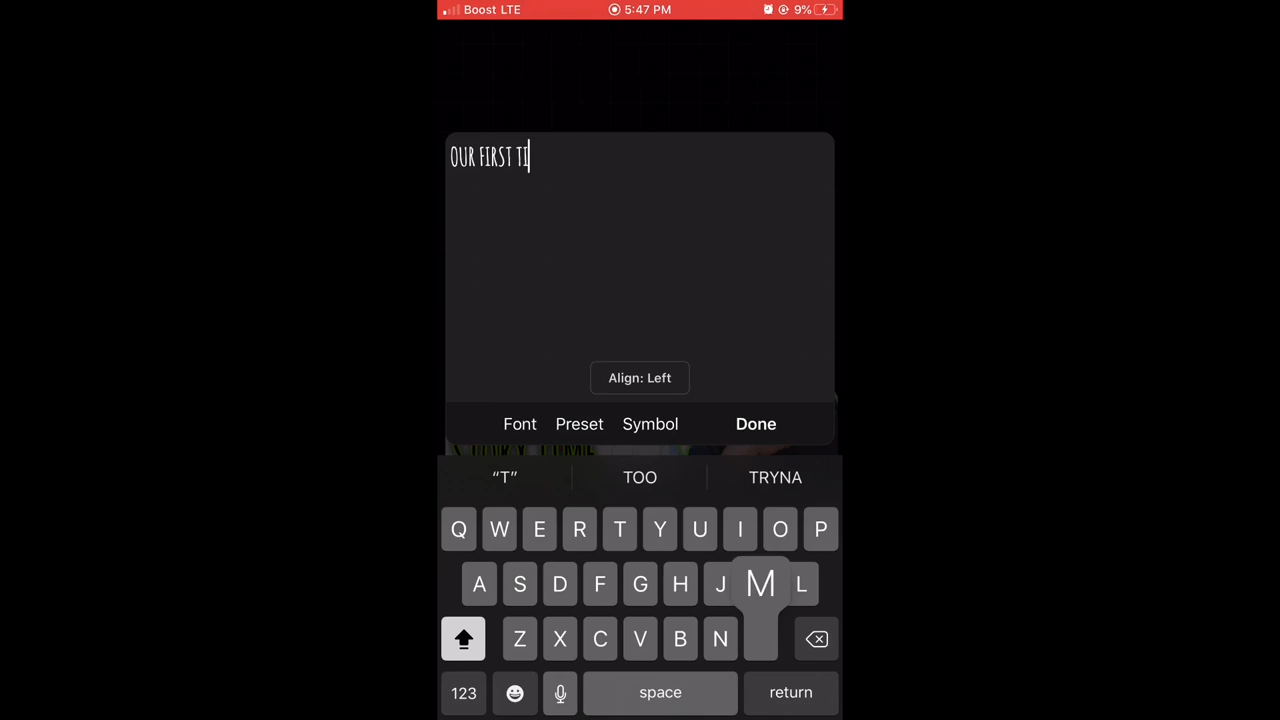 Boost LTE 5:47 PM 9%
OUR FIRST TI
Align: Left
Font Preset Symbol Done
“T” TOO TRYNA
Q W E R T Y U I O P
A S D F G H J M L
Z X C V B N
123 space return